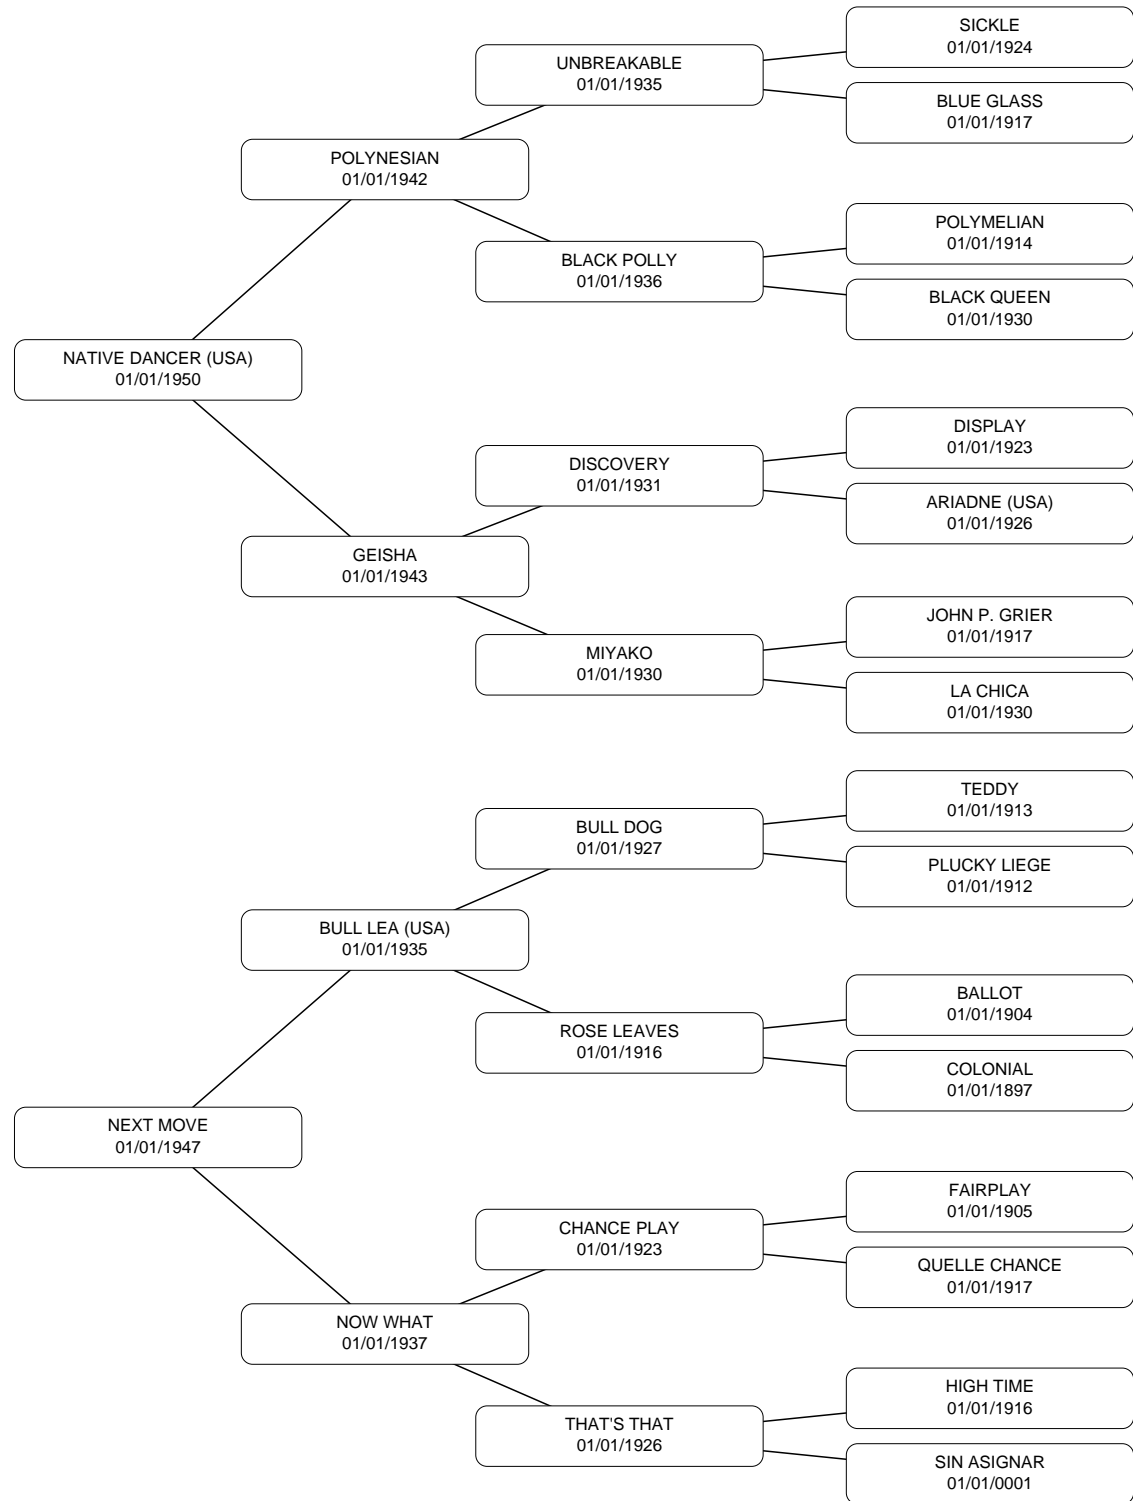 SICKLE
01/01/1924
UNBREAKABLE
01/01/1935
BLUE GLASS
01/01/1917
POLYNESIAN
01/01/1942
POLYMELIAN
01/01/1914
BLACK POLLY
01/01/1936
BLACK QUEEN
01/01/1930
NATIVE DANCER (USA)
01/01/1950
DISPLAY
01/01/1923
DISCOVERY
01/01/1931
ARIADNE (USA)
01/01/1926
GEISHA
01/01/1943
JOHN P. GRIER
01/01/1917
MIYAKO
01/01/1930
LA CHICA
01/01/1930
TEDDY
01/01/1913
BULL DOG
01/01/1927
PLUCKY LIEGE
01/01/1912
BULL LEA (USA)
01/01/1935
BALLOT
01/01/1904
ROSE LEAVES
01/01/1916
COLONIAL
01/01/1897
NEXT MOVE
01/01/1947
FAIRPLAY
01/01/1905
CHANCE PLAY
01/01/1923
QUELLE CHANCE
01/01/1917
NOW WHAT
01/01/1937
HIGH TIME
01/01/1916
THAT'S THAT
01/01/1926
SIN ASIGNAR
01/01/0001